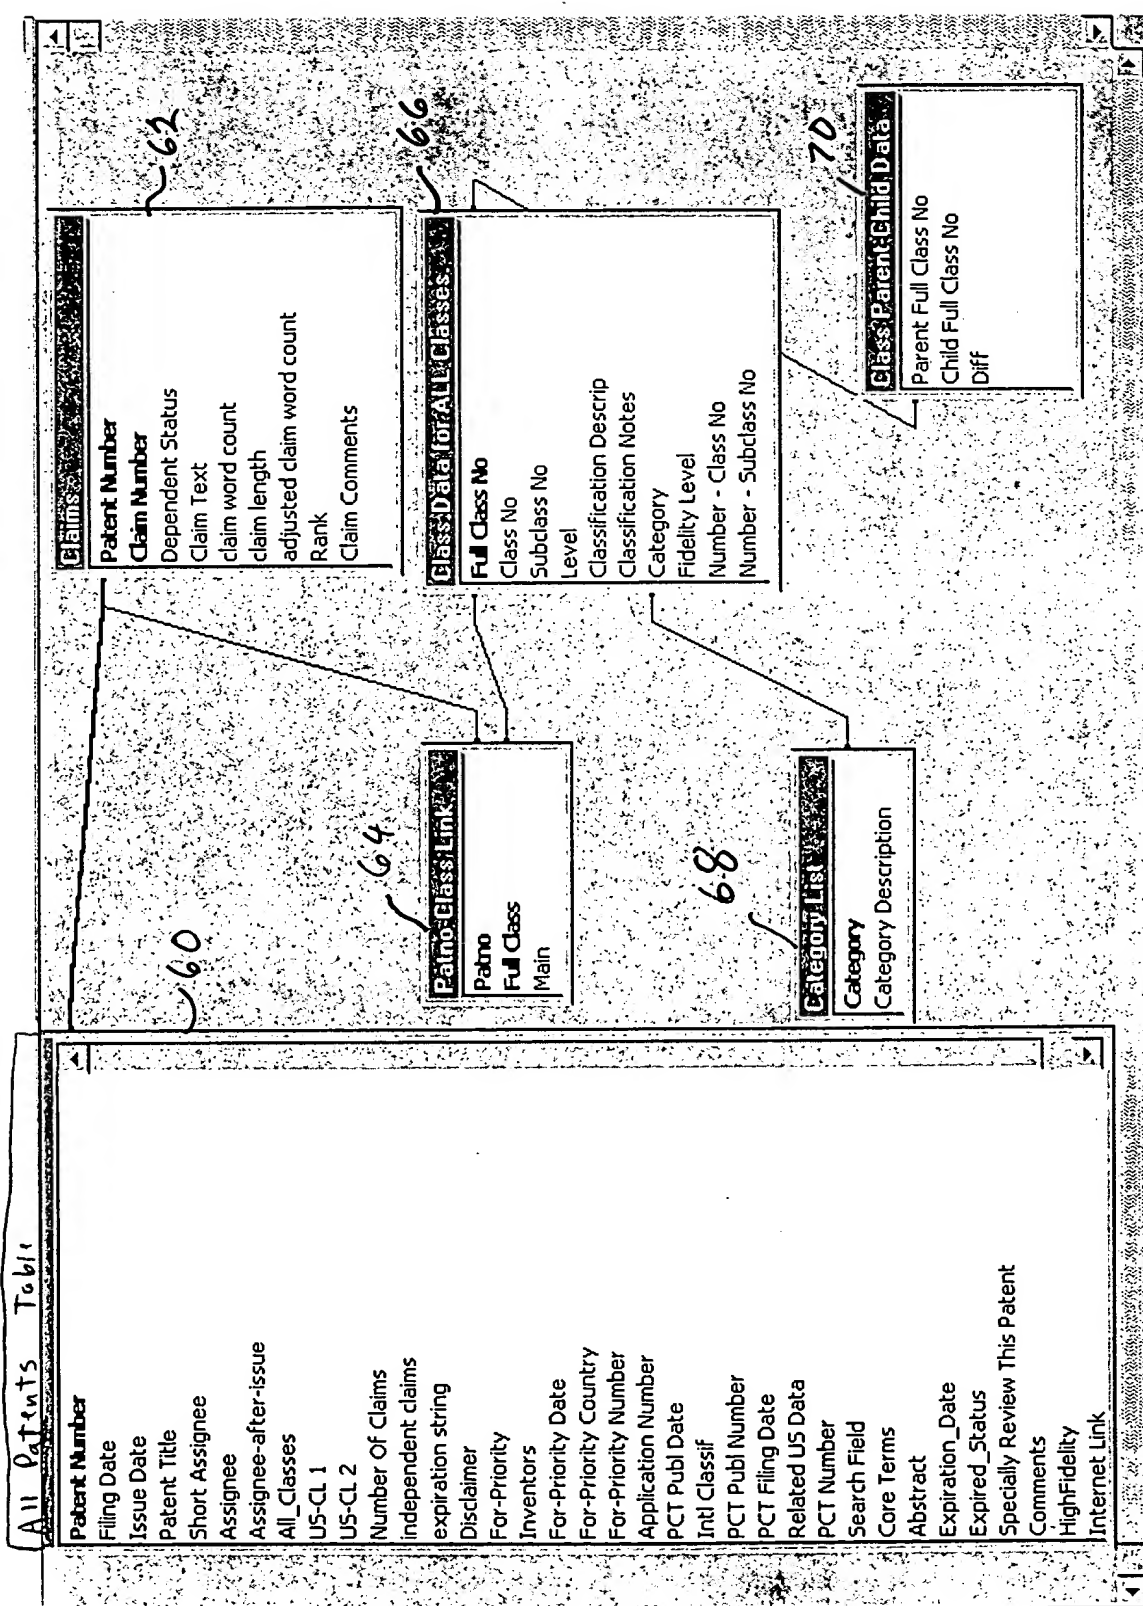 All Patents Table
60
Patent Number
Filing Date
Issue Date
Patent Title
Short Assignee
Assignee
Assignee-after-issue
All_Classes
US-CL 1
US-CL 2
Number Of Claims
independent claims
expiration string
Disclaimer
For-Priority
Inventors
For-Priority Date
For-Priority Country
For-Priority Number
Application Number
PCT Publ Date
Intl Classif
PCT Publ Number
PCT Filing Date
Related US Data
PCT Number
Search Field
Core Terms
Abstract
Expiration_Date
Expired_Status
Specially Review This Patent
Comments
HighFidelity
Internet Link
64
Patno-Class Link
Patno
Full Class
Main
68
Category List
Category
Category Description
62
Claims
Patent Number
Claim Number
Dependent Status
Claim Text
claim word count
claim length
adjusted claim word count
Rank
Claim Comments
66
Class Data for ALL Classes
Full Class No
Class No
Subclass No
Level
Classification Descrip
Classification Notes
Category
Fidelity Level
Number - Class No
Number - Subclass No
70
Class Parent Child Data
Parent Full Class No
Child Full Class No
Diff